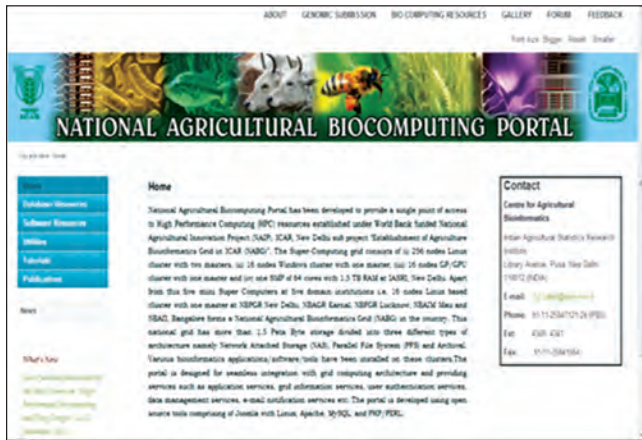 ABOUT GENOMIC SUBMISSION BIO COMPUTING RESOURCES GALLERY FORUM FEEDBACK
Font size Bigger Reset Smaller
NATIONAL AGRICULTURAL BIOCOMPUTING PORTAL
Home
Database Resources
Software Resources
Utilities
Tutorials
Publications
News
What's New
Home
National Agricultural Biocomputing Portal has been developed to provide a single point of access
to High Performance Computing (HPC) resources established under World Bank funded National
Agricultural Innovation Project (NAIP), ICAR, New Delhi sub project "Establishment of Agriculture
Bioinformatics Grid in ICAR (NABG)". The Super-Computing grid consists of i) 256 nodes Linux
cluster with two masters, ii) 16 nodes Windows cluster with one master, iii) 16 nodes GP/GPU
cluster with one master and iv) one SMP of 64 cores with 1.5 TB RAM at IASRI, New Delhi. Apart
from this five mini Super Computers at five domain institutions i.e. 16 nodes Linux based
cluster with one master at NBPGR New Delhi, NBAGR Karnal, NBFGR Lucknow, NBAIM Mau and
NBAII, Bangalore forms a National Agricultural Bioinformatics Grid (NABG) in the country. This
national grid has more than 1.5 Peta Byte storage divided into three different types of
architecture namely Network Attached Storage (NAS), Parallel File System (PFS) and Archival.
Various bioinformatics applications/software/tools have been installed on these clusters.The
portal is designed for seamless integration with grid computing architecture and providing
services such as application services, grid information services, user authentication services,
data management services, e-mail notification services etc. The portal is developed using open
source tools comprising of Joomla with Linux, Apache, MySQL and PHP/PERL.
Contact
Centre for Agricultural
Bioinformatics
Indian Agricultural Statistics Research
Institute
Library Avenue, Pusa, New Delhi
110012 (INDIA)
E-mail:
Phone:
Ext:
Fax: